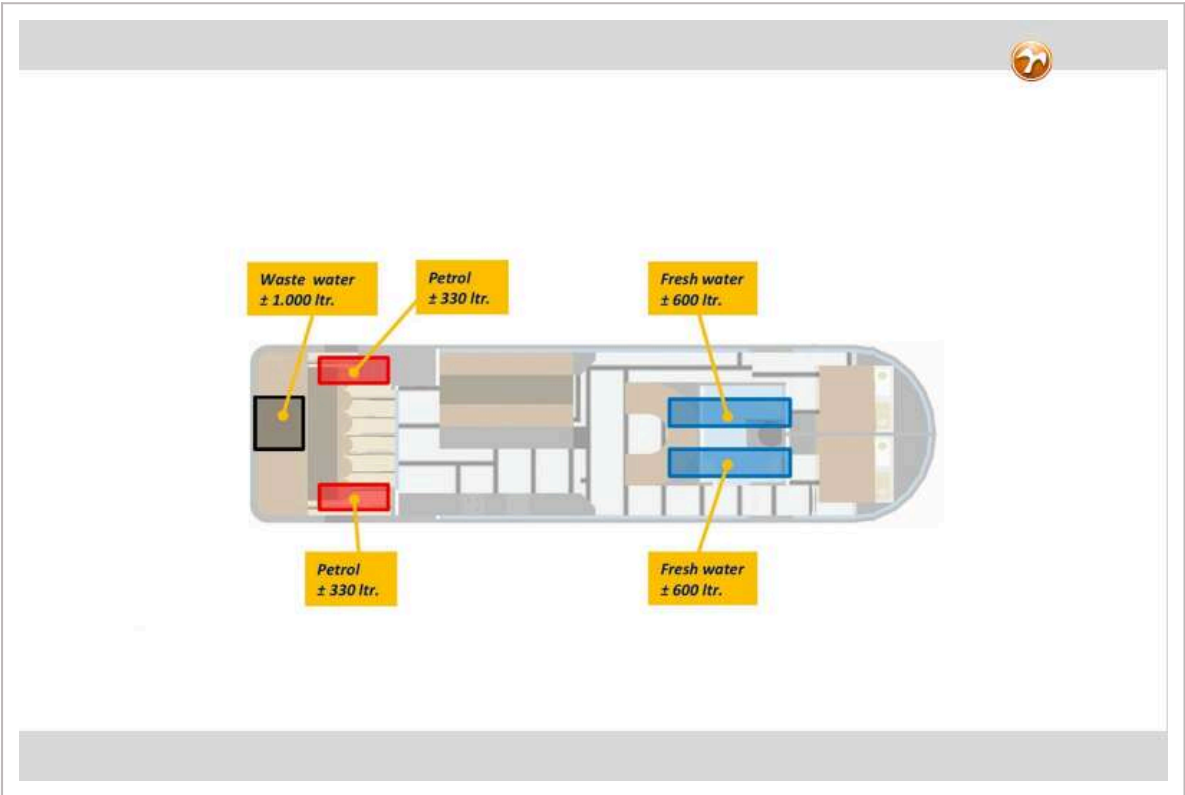 Waste water
± 1.000 ltr.
Petrol
± 330 ltr.
Fresh water
± 600 ltr.
Petrol
± 330 ltr.
Fresh water
± 600 ltr.